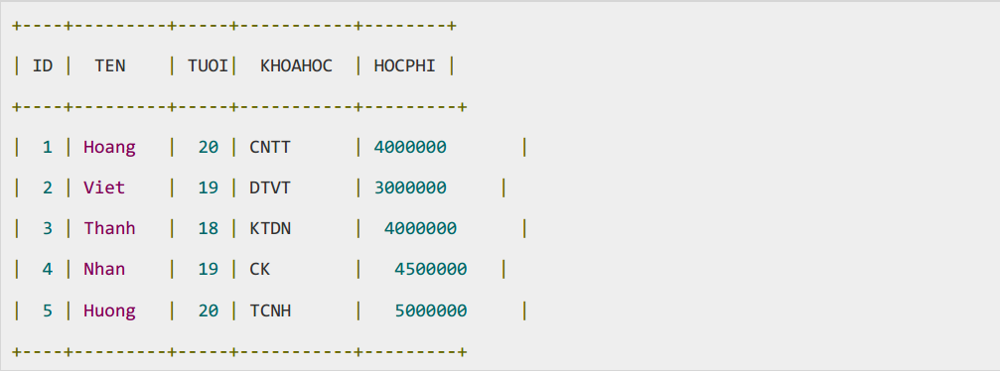 +----+---------+-----+-----------+--------+
| ID |  TEN    | TUOI|  KHOAHOC  | HOCPHI |
+----+---------+-----+-----------+---------+
|  1 | Hoang   |  20 | CNTT      | 4000000       |
|  2 | Viet    |  19 | DTVT      | 3000000     |
|  3 | Thanh   |  18 | KTDN      |  4000000      |
|  4 | Nhan    |  19 | CK        |   4500000   |
|  5 | Huong   |  20 | TCNH      |   5000000     |
+----+---------+-----+-----------+---------+